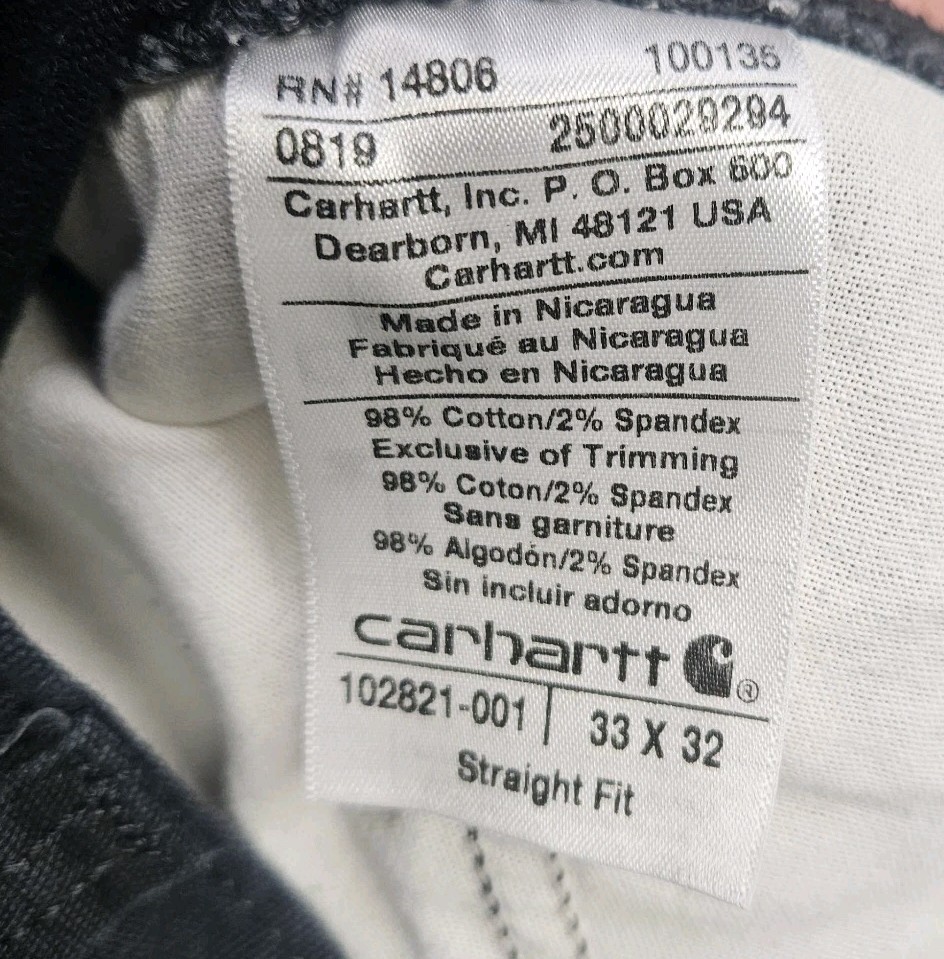 RN# 14806 100135
0819 2500029294
Carhartt, Inc. P. O. Box 600
Dearborn, MI 48121 USA
Carhartt.com
Made in Nicaragua
Fabriqué au Nicaragua
Hecho en Nicaragua
98% Cotton/2% Spandex
Exclusive of Trimming
98% Coton/2% Spandex
Sans garniture
98% Algodón/2% Spandex
Sin incluir adorno
carhartt ®
102821-001 33 X 32
Straight Fit